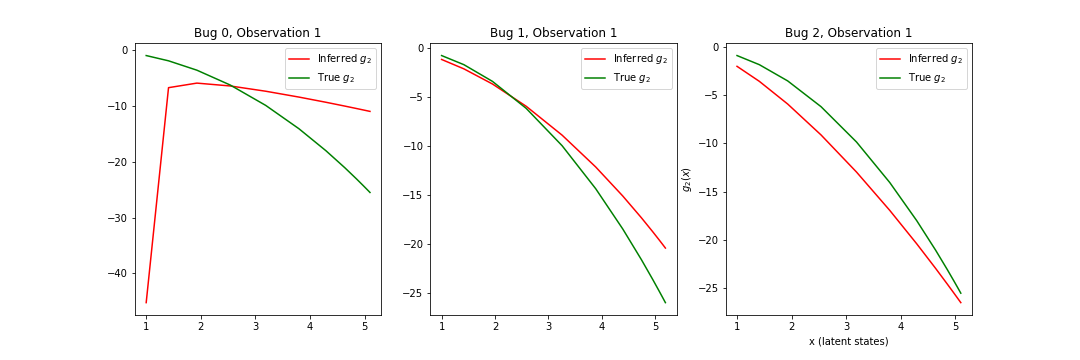 Bug 0, Observation 1
0
−10
−20
−30
−40
1 2 3 4 5
Inferred g₂
True g₂
Bug 1, Observation 1
0
−5
−10
−15
−20
−25
1 2 3 4 5
Inferred g₂
True g₂
Bug 2, Observation 1
g₂(x)
0
−5
−10
−15
−20
−25
1 2 3 4 5
x (latent states)
Inferred g₂
True g₂